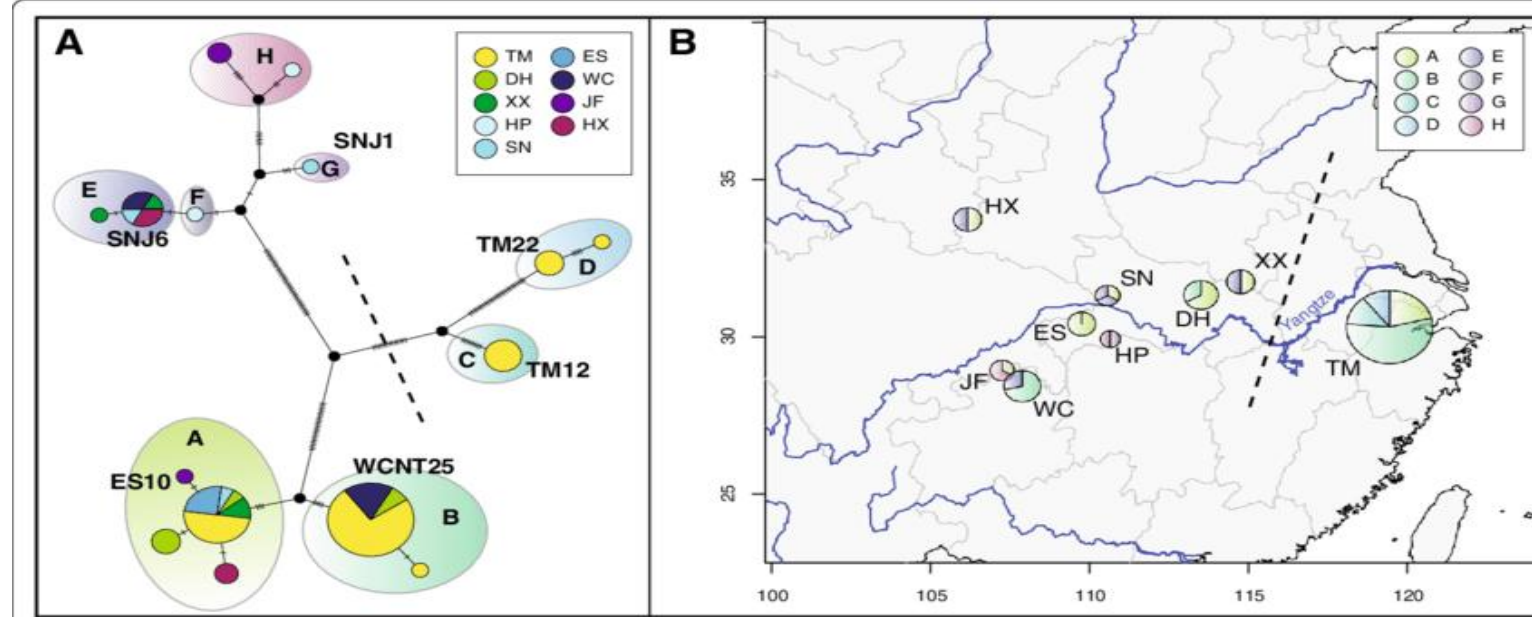 A
H
TM
ES
DH
WC
XX
JF
HP
HX
SN
SNJ1
G
E
F
SNJ6
TM22
D
C
TM12
A
ES10
WCNT25
B
B
A
E
B
F
C
G
D
H
35
30
25
HX
SN
XX
ES
DH
HP
Yangtze
TM
JF
WC
100
105
110
115
120